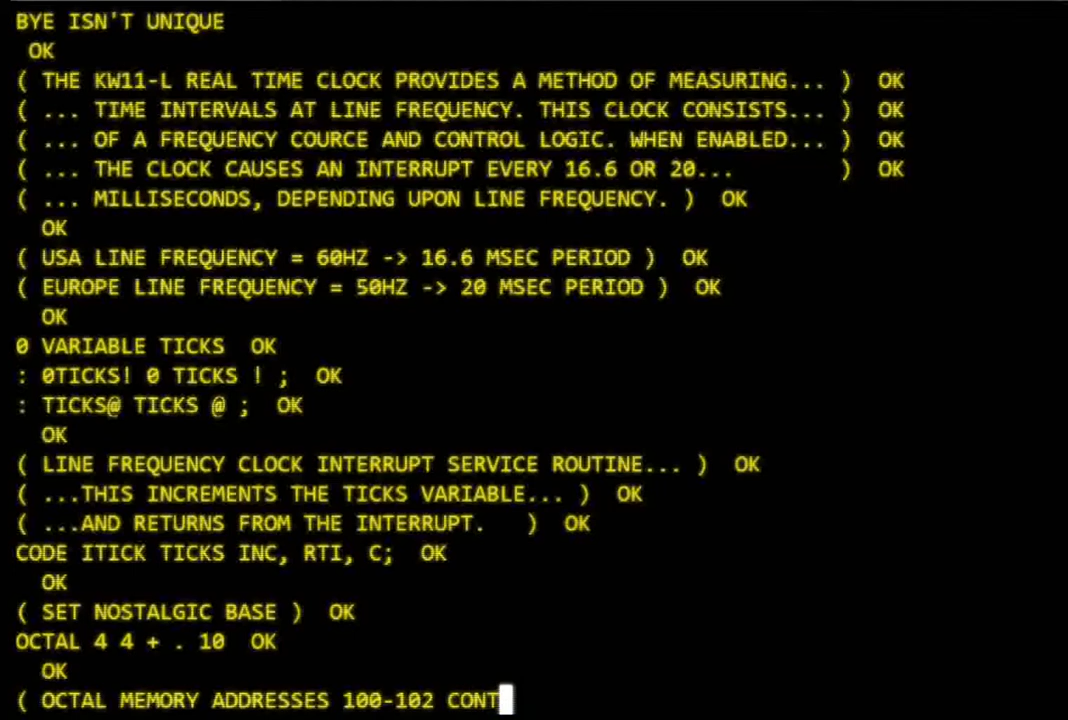 BYE ISN'T UNIQUE
OK
( THE KW11-L REAL TIME CLOCK PROVIDES A METHOD OF MEASURING... ) OK
( ... TIME INTERVALS AT LINE FREQUENCY. THIS CLOCK CONSISTS... ) OK
( ... OF A FREQUENCY COURCE AND CONTROL LOGIC. WHEN ENABLED... ) OK
( ... THE CLOCK CAUSES AN INTERRUPT EVERY 16.6 OR 20... ) OK
( ... MILLISECONDS, DEPENDING UPON LINE FREQUENCY. ) OK
OK
( USA LINE FREQUENCY = 60HZ -> 16.6 MSEC PERIOD ) OK
( EUROPE LINE FREQUENCY = 50HZ -> 20 MSEC PERIOD ) OK
OK
0 VARIABLE TICKS OK
: 0TICKS! 0 TICKS ! ; OK
: TICKS@ TICKS @ ; OK
OK
( LINE FREQUENCY CLOCK INTERRUPT SERVICE ROUTINE... ) OK
( ...THIS INCREMENTS THE TICKS VARIABLE... ) OK
( ...AND RETURNS FROM THE INTERRUPT. ) OK
CODE ITICK TICKS INC, RTI, C; OK
OK
( SET NOSTALGIC BASE ) OK
OCTAL 4 4 + . 10 OK
OK
( OCTAL MEMORY ADDRESSES 100-102 CONT